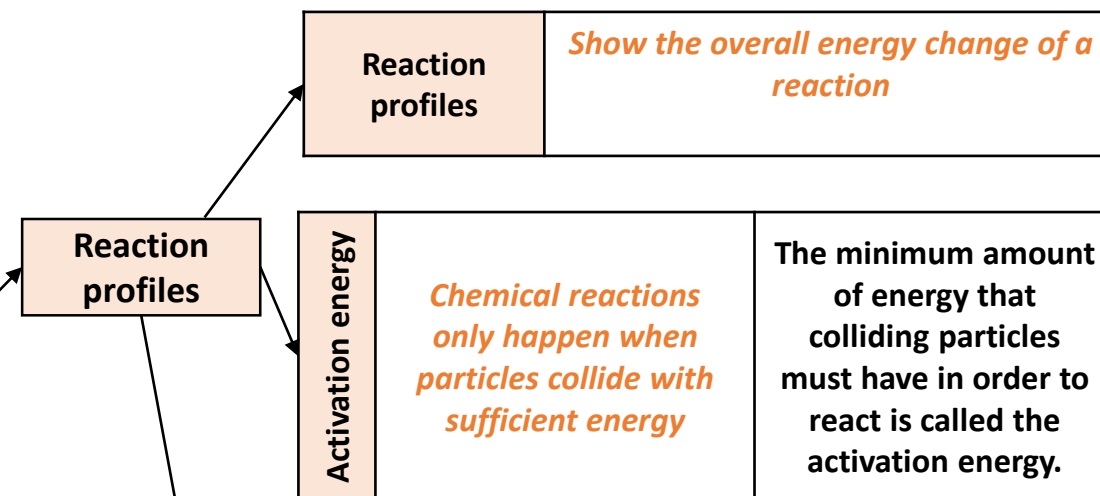 Reaction
profiles
Show the overall energy change of a
reaction
Reaction
profiles
Activation energy
Chemical reactions
only happen when
particles collide with
sufficient energy
The minimum amount
of energy that
colliding particles
must have in order to
react is called the
activation energy.